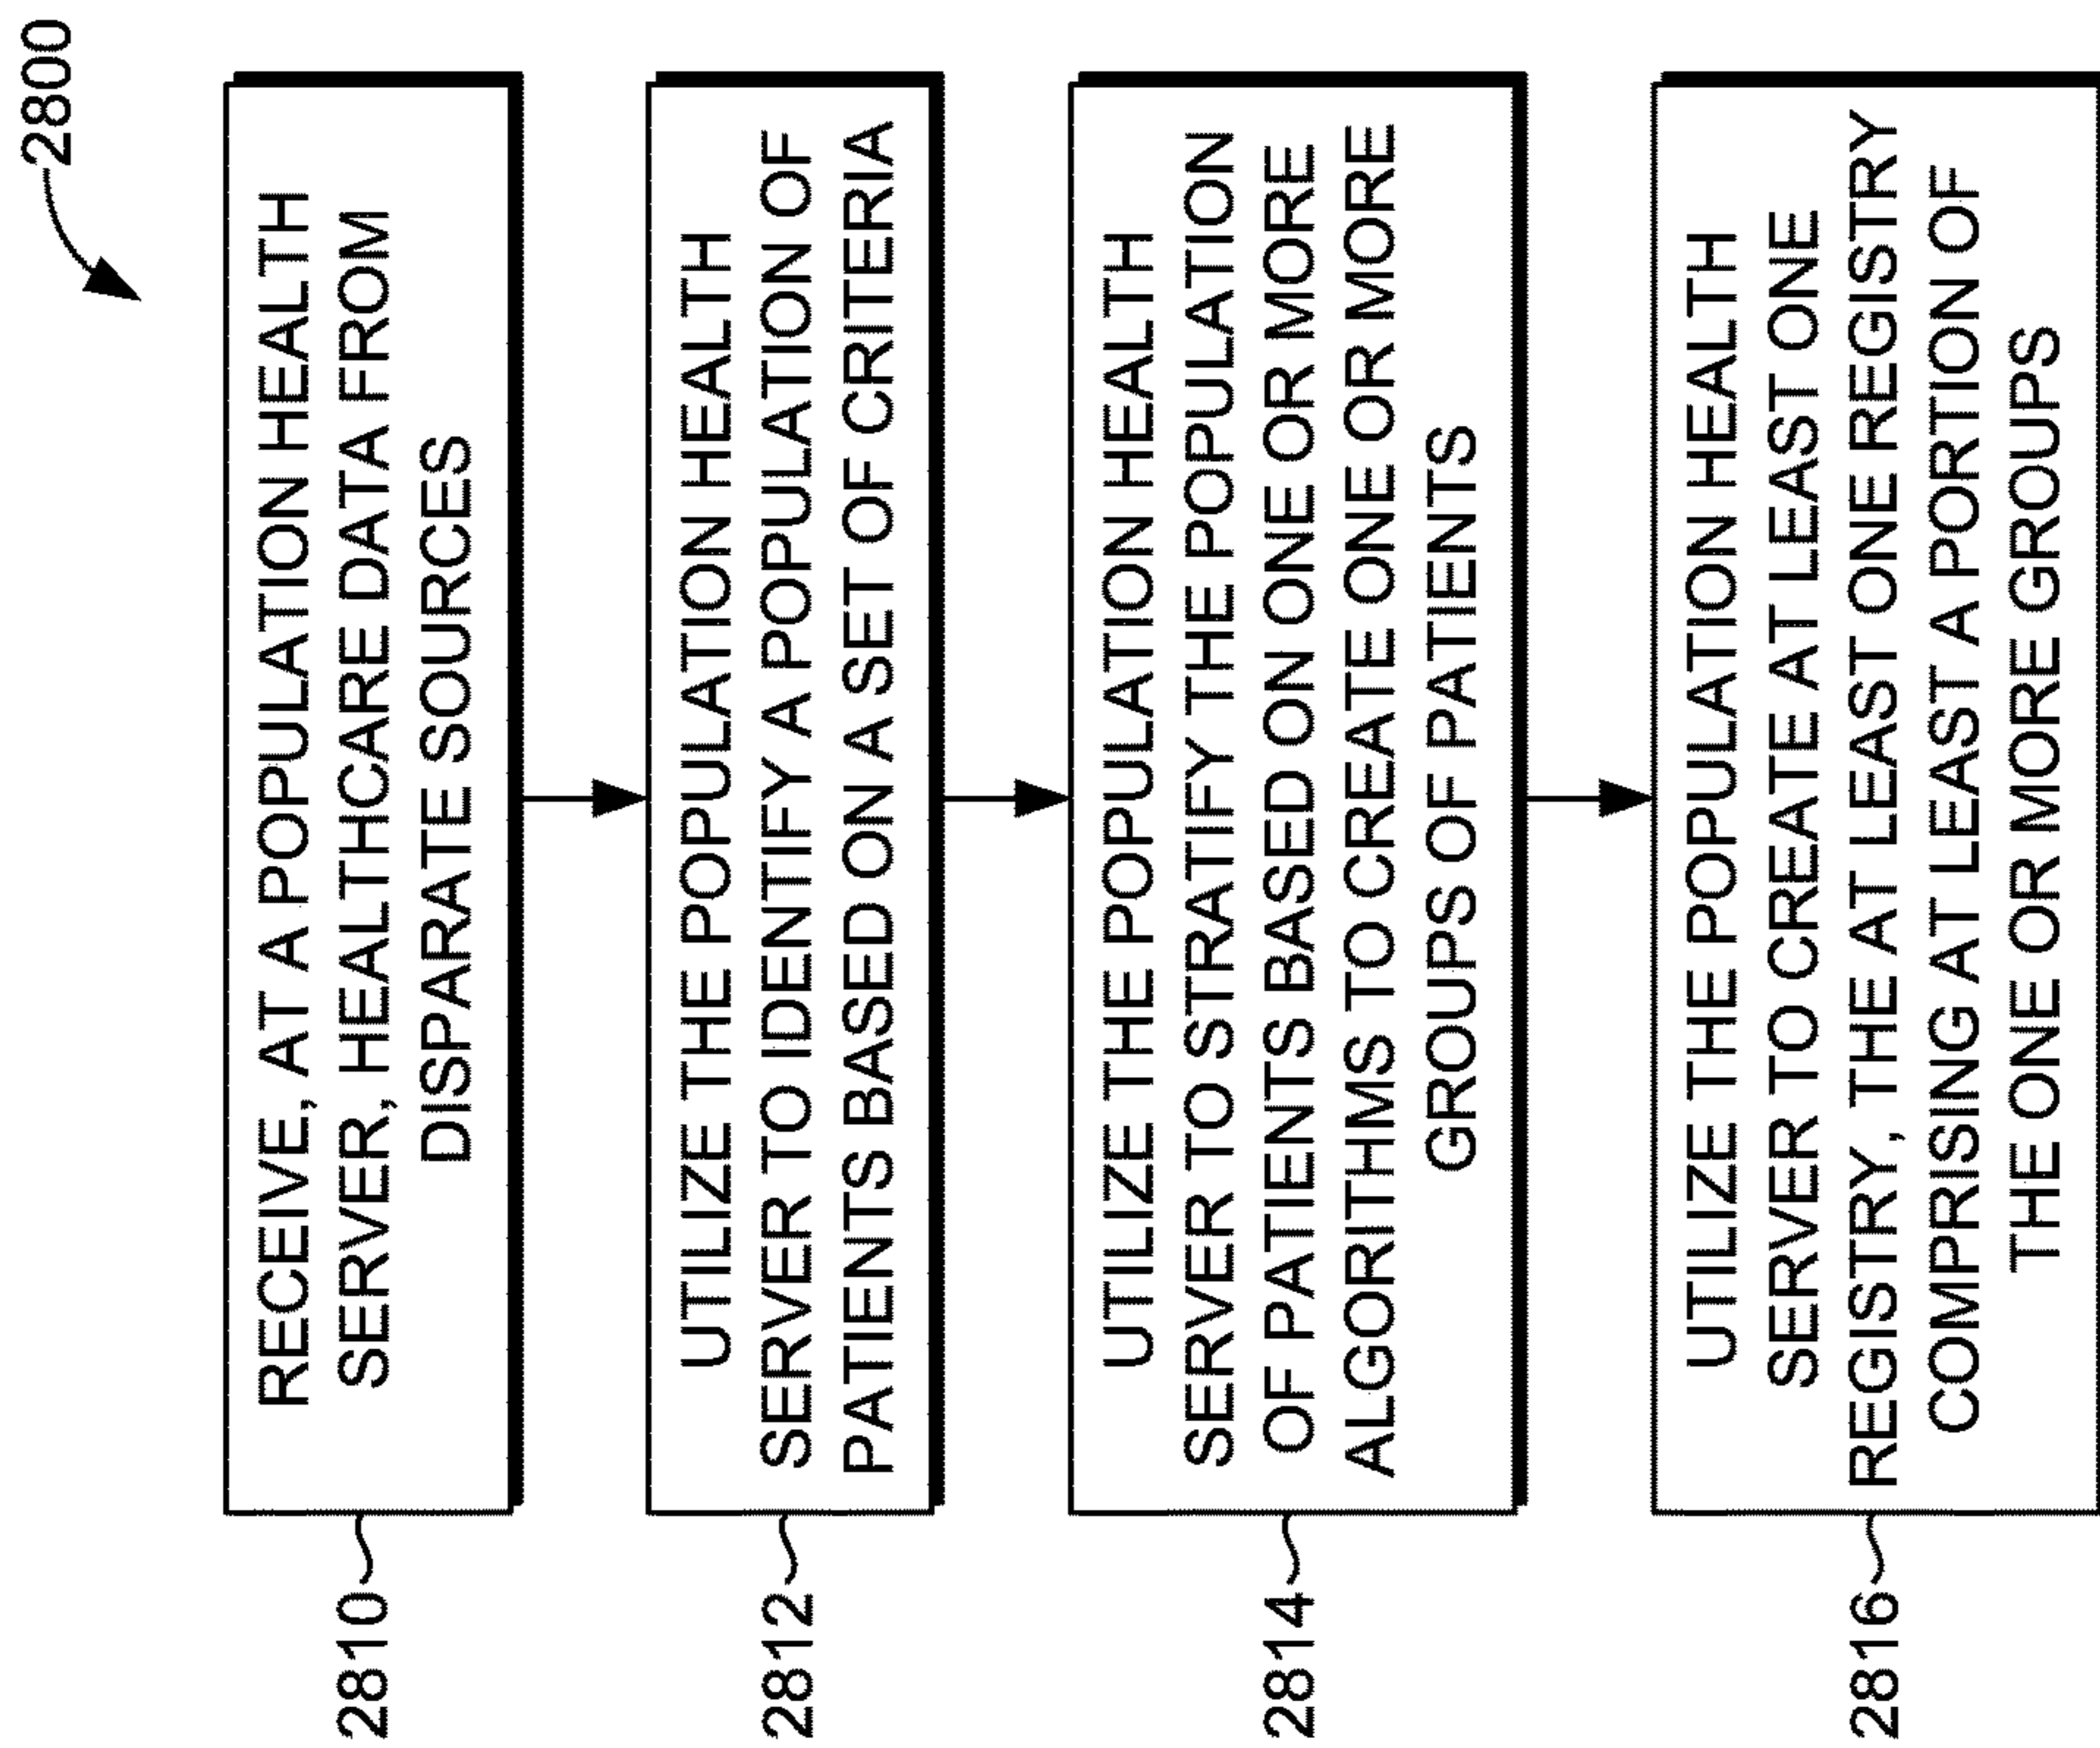 2800
RECEIVE, AT A POPULATION HEALTH
SERVER, HEALTHCARE DATA FROM
DISPARATE SOURCES
2810
UTILIZE THE POPULATION HEALTH
SERVER TO IDENTIFY A POPULATION OF
PATIENTS BASED ON A SET OF CRITERIA
2812
UTILIZE THE POPULATION HEALTH
SERVER TO STRATIFY THE POPULATION
OF PATIENTS BASED ON ONE OR MORE
ALGORITHMS TO CREATE ONE OR MORE
GROUPS OF PATIENTS
2814
UTILIZE THE POPULATION HEALTH
SERVER TO CREATE AT LEAST ONE
REGISTRY, THE AT LEAST ONE REGISTRY
COMPRISING AT LEAST A PORTION OF
THE ONE OR MORE GROUPS
2816